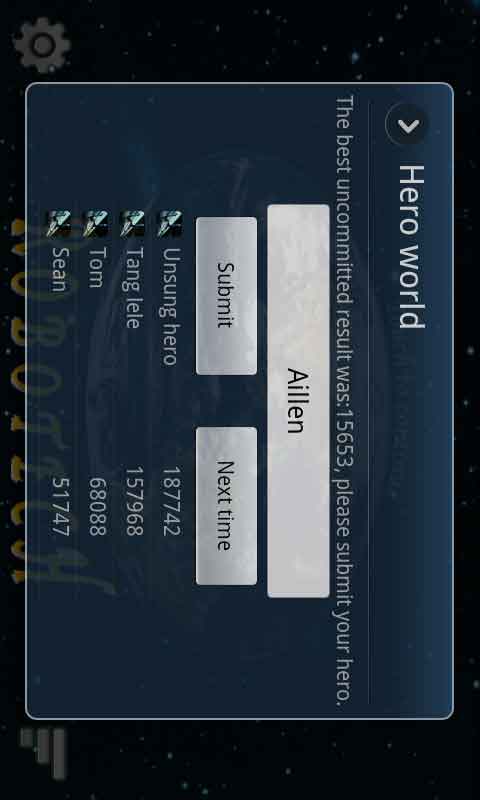 Hero world
The best uncommitted result was:15653, please submit your hero.
Aillen
Submit Next time
Unsung hero 187742
Tang lele 157968
Tom 68088
Sean 51747
ROBOTECH